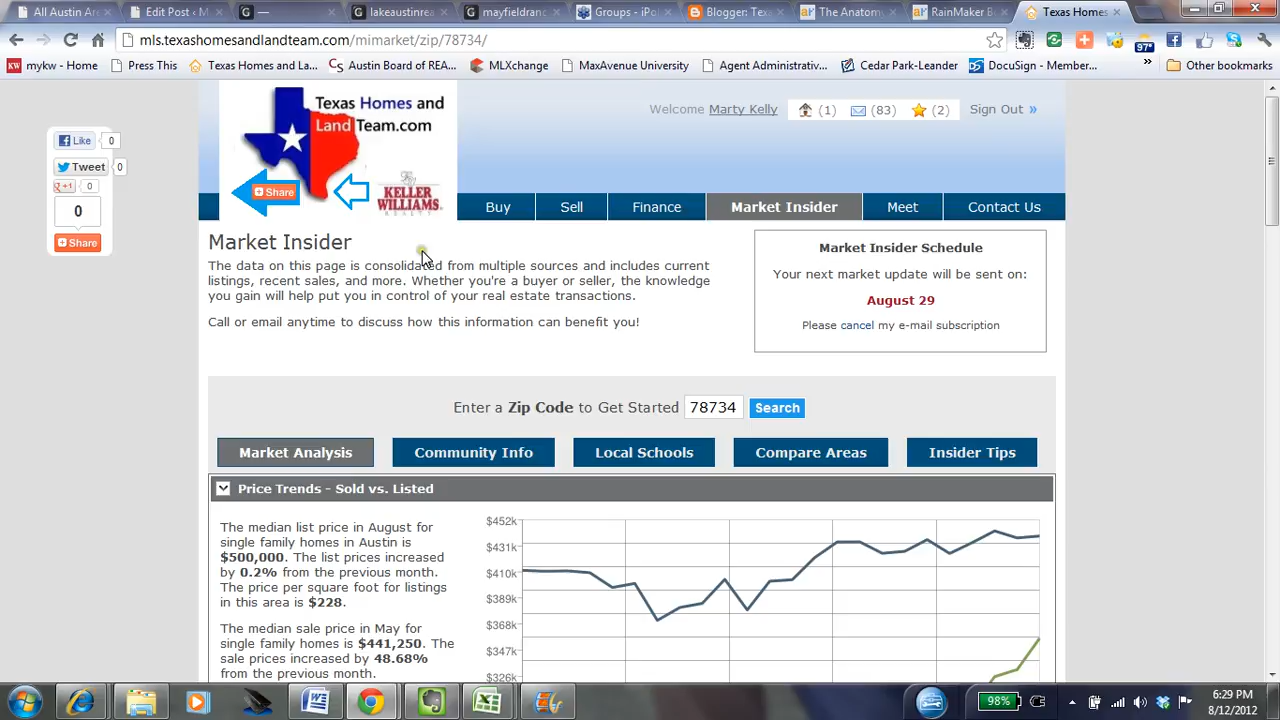 All Austin Ar
Edit Post ‹ M
—
lakeaustinrea
mayfieldranc
Groups - iPol
Blogger: Texa
The Anatomy
RainMaker B
Texas Homes
mls.texashomesandlandteam.com/mimarket/zip/78734/
97°
mykw - Home
Press This
Texas Homes and La...
Austin Board of REA...
MLXchange
MaxAvenue University
Agent Administrativ...
Cedar Park-Leander
DocuSign - Member...
»
Other bookmarks
Texas Homes and
Land Team.com
Share
KELLER
WILLIAMS
REALTY
Welcome Marty Kelly
(1)
(83)
(2)
Sign Out »
Like 0
Tweet 0
+1 0
0
Share
Buy
Sell
Finance
Market Insider
Meet
Contact Us
Market Insider
The data on this page is consolidated from multiple sources and includes current
listings, recent sales, and more. Whether you're a buyer or seller, the knowledge
you gain will help put you in control of your real estate transactions.
Call or email anytime to discuss how this information can benefit you!
Market Insider Schedule
Your next market update will be sent on:
August 29
Please cancel my e-mail subscription
Enter a Zip Code to Get Started 78734 Search
Market Analysis
Community Info
Local Schools
Compare Areas
Insider Tips
Price Trends - Sold vs. Listed
The median list price in August for
single family homes in Austin is
$500,000. The list prices increased
by 0.2% from the previous month.
The price per square foot for listings
in this area is $228.
The median sale price in May for
single family homes is $441,250. The
sale prices increased by 48.68%
from the previous month.
$452k
$431k
$410k
$389k
$368k
$347k
$326k
98%
6:29 PM
8/12/2012